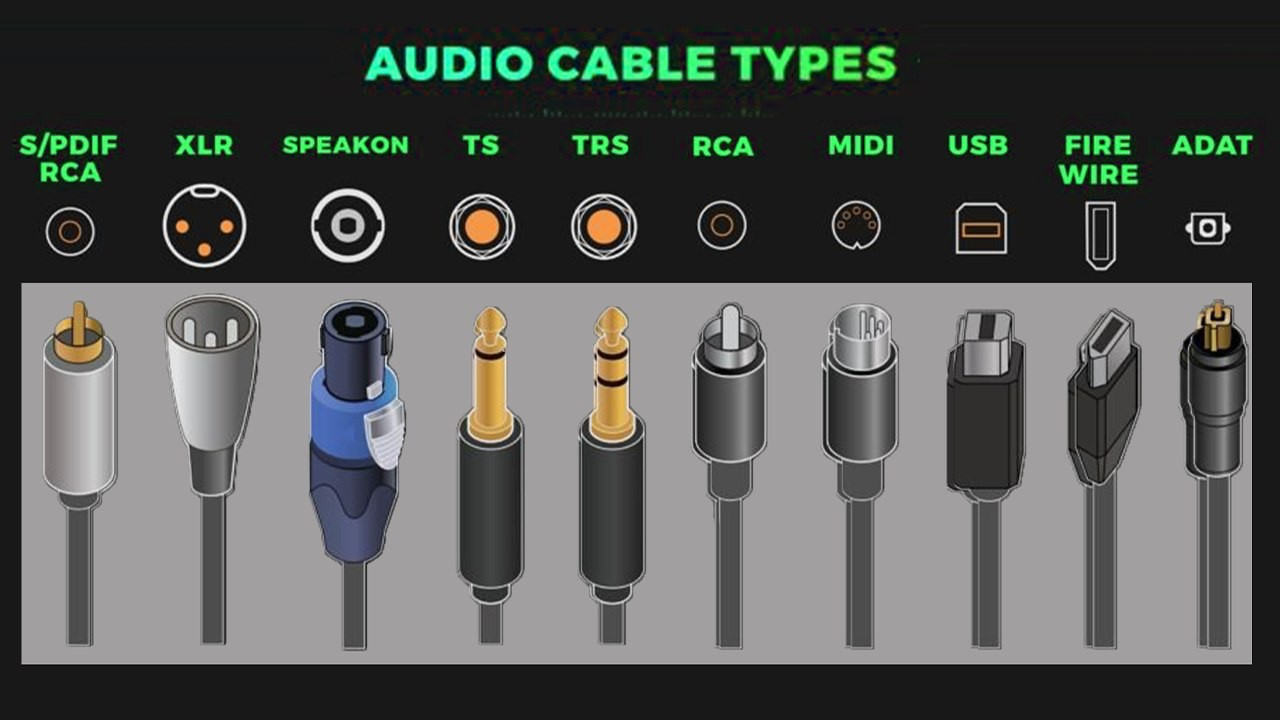 AUDIO CABLE TYPES
S/PDIF
RCA
XLR
SPEAKON
TS
TRS
RCA
MIDI
USB
FIRE
WIRE
ADAT